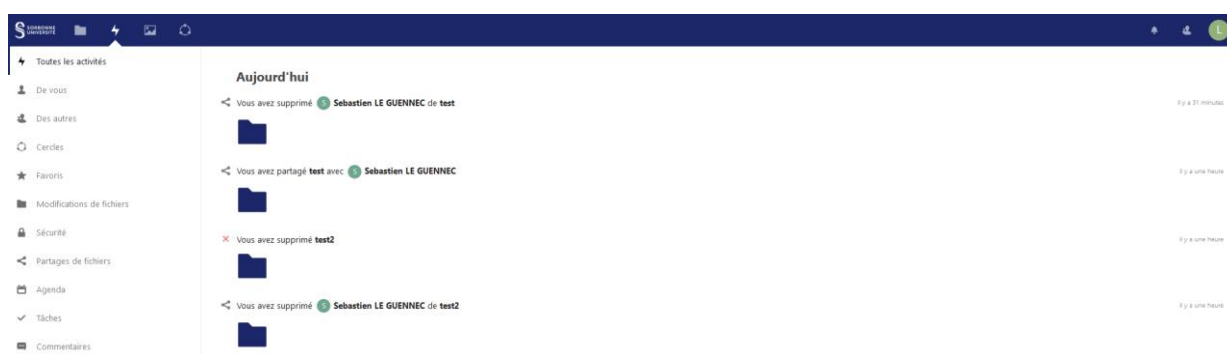 SORBONNE
UNIVERSITÉ
L
Toutes les activités
De vous
Des autres
Cercles
Favoris
Modifications de fichiers
Sécurité
Partages de fichiers
Agenda
Tâches
Commentaires
Aujourd'hui
Vous avez supprimé S Sebastien LE GUENNEC de test
il y a 31 minutes
Vous avez partagé test avec S Sebastien LE GUENNEC
il y a une heure
Vous avez supprimé test2
il y a une heure
Vous avez supprimé S Sebastien LE GUENNEC de test2
il y a une heure